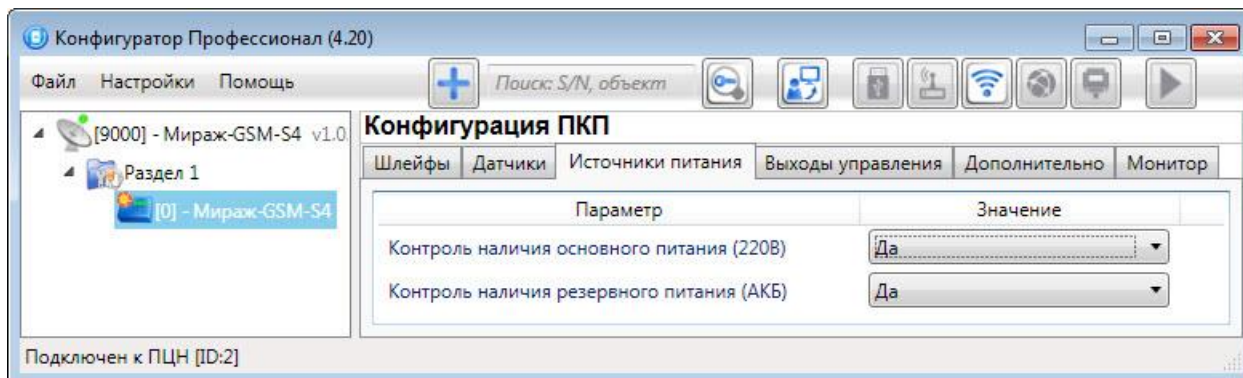 Конфигуратор Профессионал (4.20)
Файл Настройки Помощь Поиск: S/N, объект
[9000] - Мираж-GSM-S4 v1.0
Раздел 1
[0] - Мираж-GSM-S4
Конфигурация ПКП
Шлейфы Датчики Источники питания Выходы управления Дополнительно Монитор
Параметр Значение
Контроль наличия основного питания (220В) Да
Контроль наличия резервного питания (АКБ) Да
Подключен к ПЦН [ID:2]